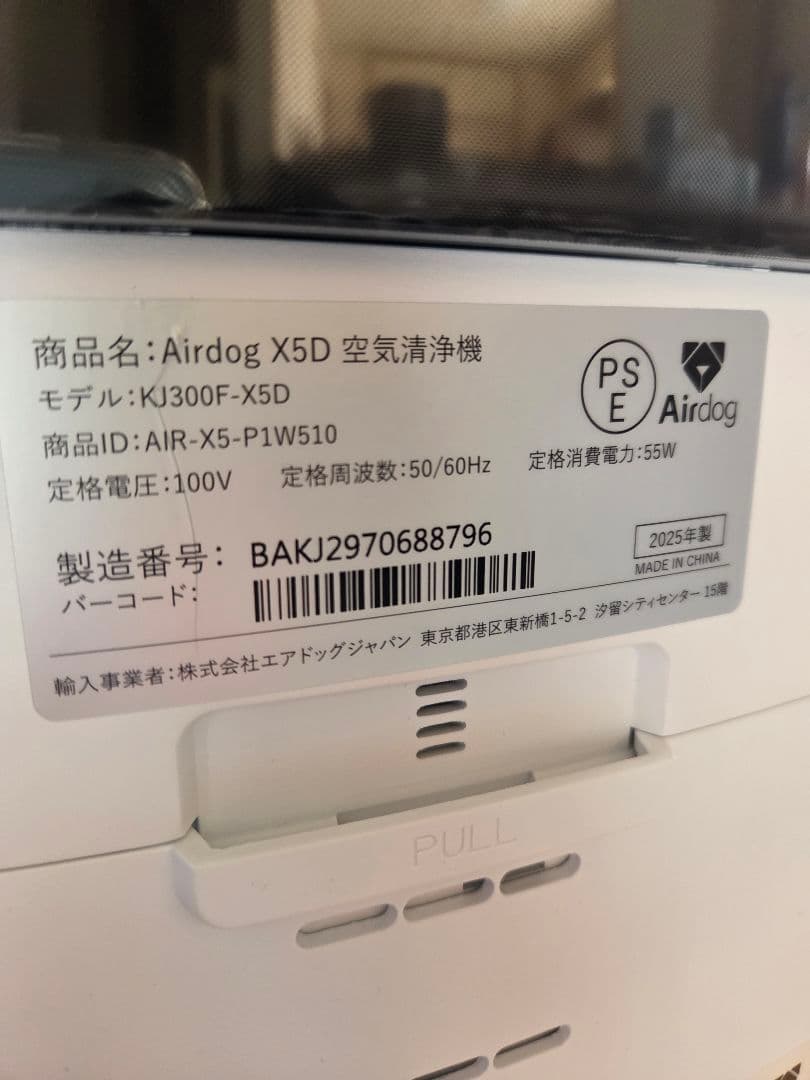 商品名：Airdog X5D 空気清浄機
モデル：KJ300F-X5D
商品ID：AIR-X5-P1W510
定格電圧：100V 定格周波数：50/60Hz 定格消費電力：55W
PS
E
Airdog
製造番号： BAKJ2970688796
バーコード：
2025年製
MADE IN CHINA
輸入事業者：株式会社エアドッグジャパン 東京都港区東新橋1-5-2 汐留シティセンター 15階
PULL